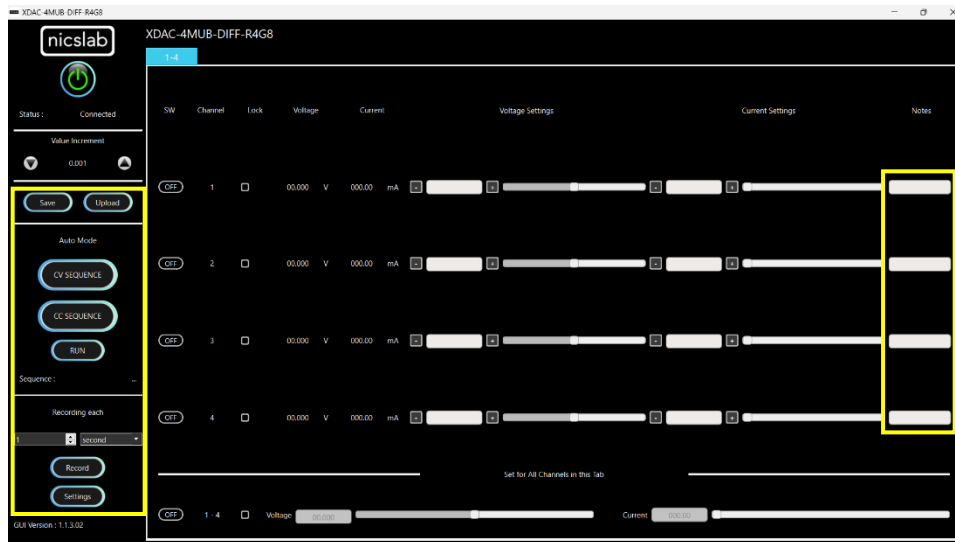 XDAC-4MUB-DIFF-R4G8
nicslab
Status : Connected
Value Increment
0.001
Save Upload
Auto Mode
CV SEQUENCE
CC SEQUENCE
RUN
Sequence : ...
Recording each
1 second
Record
Settings
GUI Version : 1.1.3.02
XDAC-4MUB-DIFF-R4G8
1-4
SW Channel Lock Voltage Current Voltage Settings Current Settings Notes
OFF 1 00.000 V 000.00 mA - + - +
OFF 2 00.000 V 000.00 mA - + - +
OFF 3 00.000 V 000.00 mA - + - +
OFF 4 00.000 V 000.00 mA - + - +
Set for All Channels in this Tab
OFF 1 - 4 Voltage 00.000 Current 000.00